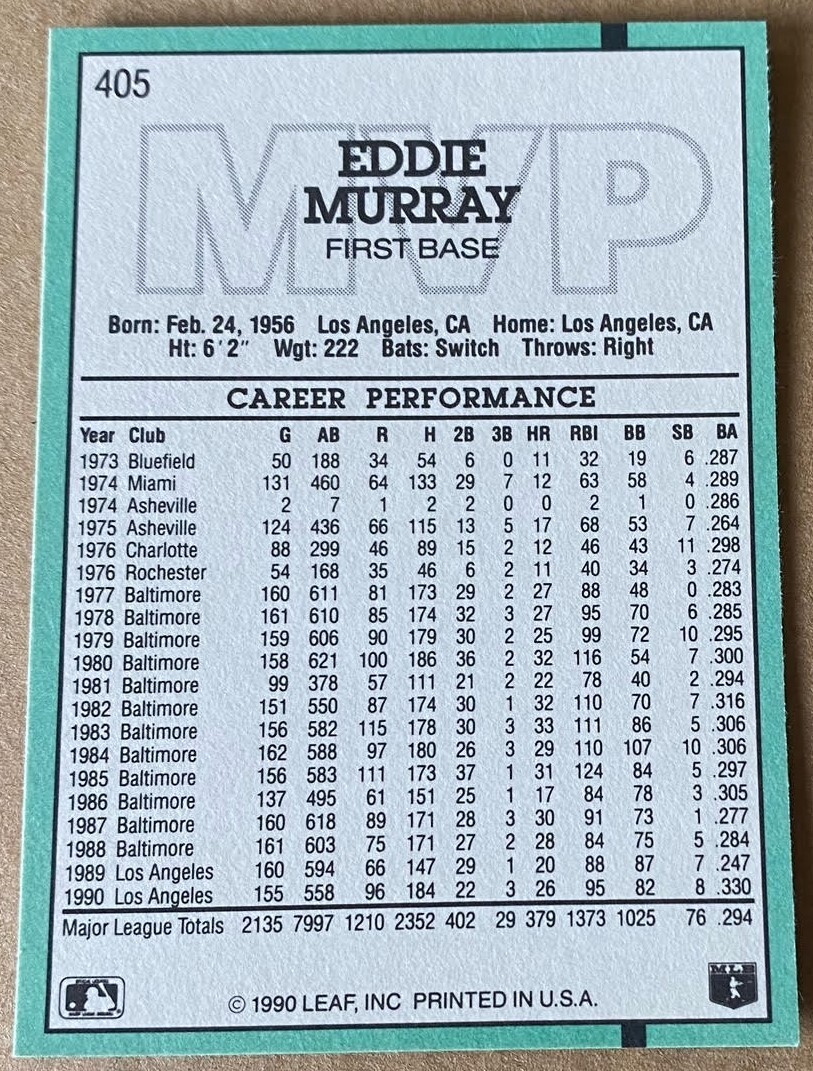 405
MVP
EDDIE
MURRAY
FIRST BASE
Born: Feb. 24, 1956 Los Angeles, CA Home: Los Angeles, CA
Ht: 6'2" Wgt: 222 Bats: Switch Throws: Right
CAREER PERFORMANCE
Year Club G AB R H 2B 3B HR RBI BB SB BA
1973 Bluefield 50 188 34 54 6 0 11 32 19 6 .287
1974 Miami 131 460 64 133 29 7 12 63 58 4 .289
1974 Asheville 2 7 1 2 2 0 0 2 1 0 .286
1975 Asheville 124 436 66 115 13 5 17 68 53 7 .264
1976 Charlotte 88 299 46 89 15 2 12 46 43 11 .298
1976 Rochester 54 168 35 46 6 2 11 40 34 3 .274
1977 Baltimore 160 611 81 173 29 2 27 88 48 0 .283
1978 Baltimore 161 610 85 174 32 3 27 95 70 6 .285
1979 Baltimore 159 606 90 179 30 2 25 99 72 10 .295
1980 Baltimore 158 621 100 186 36 2 32 116 54 7 .300
1981 Baltimore 99 378 57 111 21 2 22 78 40 2 .294
1982 Baltimore 151 550 87 174 30 1 32 110 70 7 .316
1983 Baltimore 156 582 115 178 30 3 33 111 86 5 .306
1984 Baltimore 162 588 97 180 26 3 29 110 107 10 .306
1985 Baltimore 156 583 111 173 37 1 31 124 84 5 .297
1986 Baltimore 137 495 61 151 25 1 17 84 78 3 .305
1987 Baltimore 160 618 89 171 28 3 30 91 73 1 .277
1988 Baltimore 161 603 75 171 27 2 28 84 75 5 .284
1989 Los Angeles 160 594 66 147 29 1 20 88 87 7 .247
1990 Los Angeles 155 558 96 184 22 3 26 95 82 8 .330
Major League Totals 2135 7997 1210 2352 402 29 379 1373 1025 76 .294
MLB
© 1990 LEAF, INC PRINTED IN U.S.A.